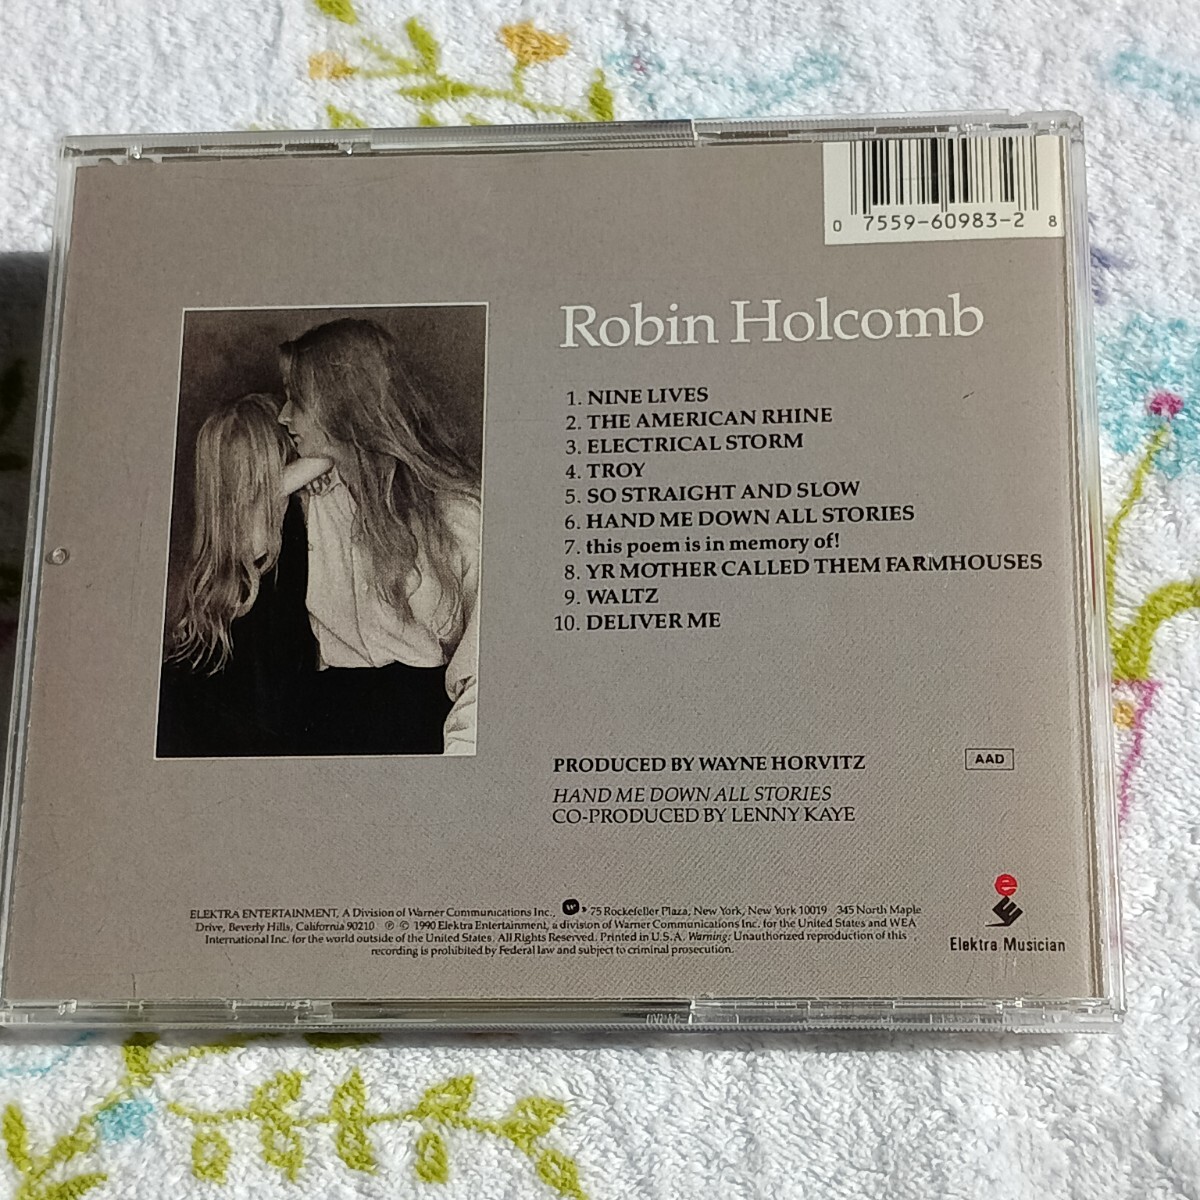 0 7559-60983-2 8
Robin Holcomb
1. NINE LIVES
2. THE AMERICAN RHINE
3. ELECTRICAL STORM
4. TROY
5. SO STRAIGHT AND SLOW
6. HAND ME DOWN ALL STORIES
7. this poem is in memory of!
8. YR MOTHER CALLED THEM FARMHOUSES
9. WALTZ
10. DELIVER ME
PRODUCED BY WAYNE HORVITZ
AAD
HAND ME DOWN ALL STORIES
CO-PRODUCED BY LENNY KAYE
ELEKTRA ENTERTAINMENT, A Division of Warner Communications Inc., 75 Rockefeller Plaza, New York, New York 10019 345 North Maple
Drive, Beverly Hills, California 90210 ℗ © 1990 Elektra Entertainment, a division of Warner Communications Inc. for the United States and WEA
International Inc. for the world outside of the United States. All Rights Reserved. Printed in U.S.A. Warning: Unauthorized reproduction of this
recording is prohibited by Federal law and subject to criminal prosecution.
e
Elektra Musician